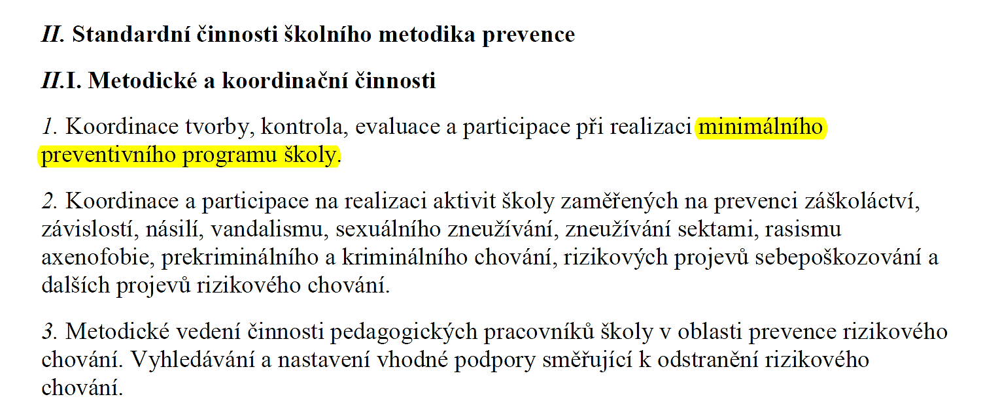 II. Standardní činnosti školního metodika prevence
II.I. Metodické a koordinační činnosti
1. Koordinace tvorby, kontrola, evaluace a participace při realizaci minimálního
preventivního programu školy.
2. Koordinace a participace na realizaci aktivit školy zaměřených na prevenci záškoláctví,
závislostí, násilí, vandalismu, sexuálního zneužívání, zneužívání sektami, rasismu
axenofobie, prekriminálního a kriminálního chování, rizikových projevů sebepoškozování a
dalších projevů rizikového chování.
3. Metodické vedení činnosti pedagogických pracovníků školy v oblasti prevence rizikového
chování. Vyhledávání a nastavení vhodné podpory směřující k odstranění rizikového
chování.